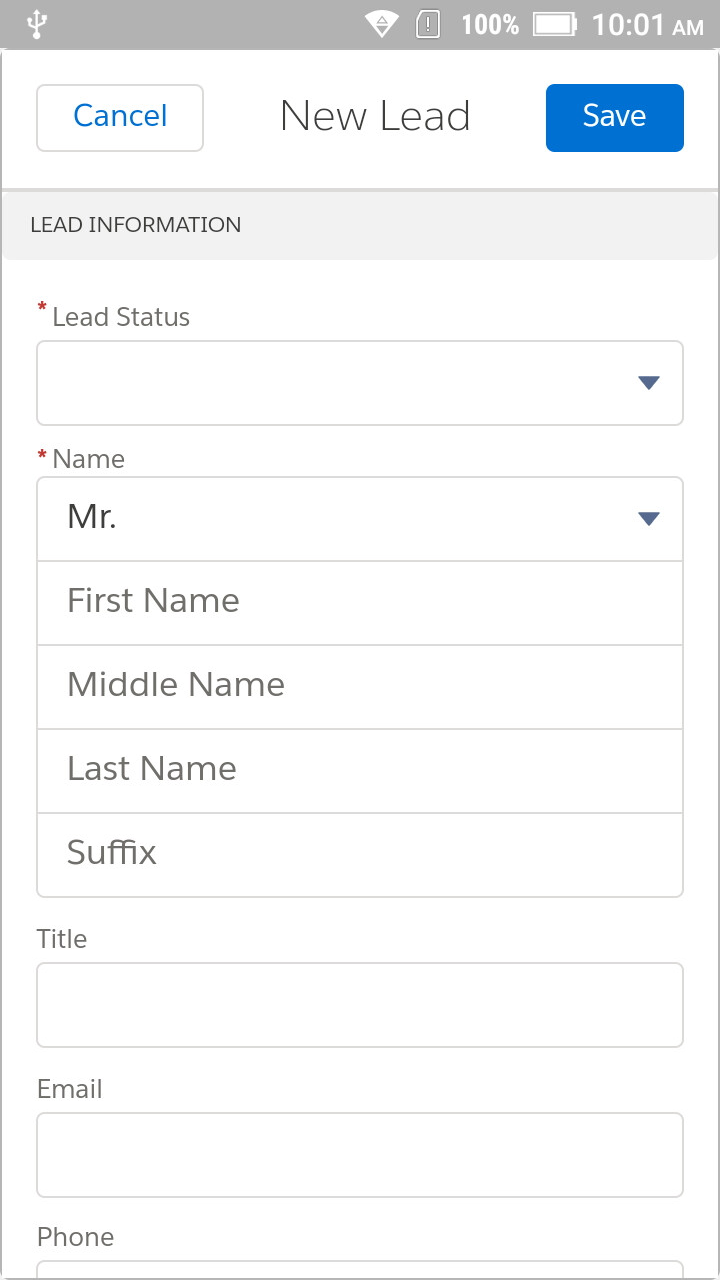 100% 10:01 AM
Cancel New Lead Save
LEAD INFORMATION
* Lead Status
* Name
Mr.
First Name
Middle Name
Last Name
Suffix
Title
Email
Phone